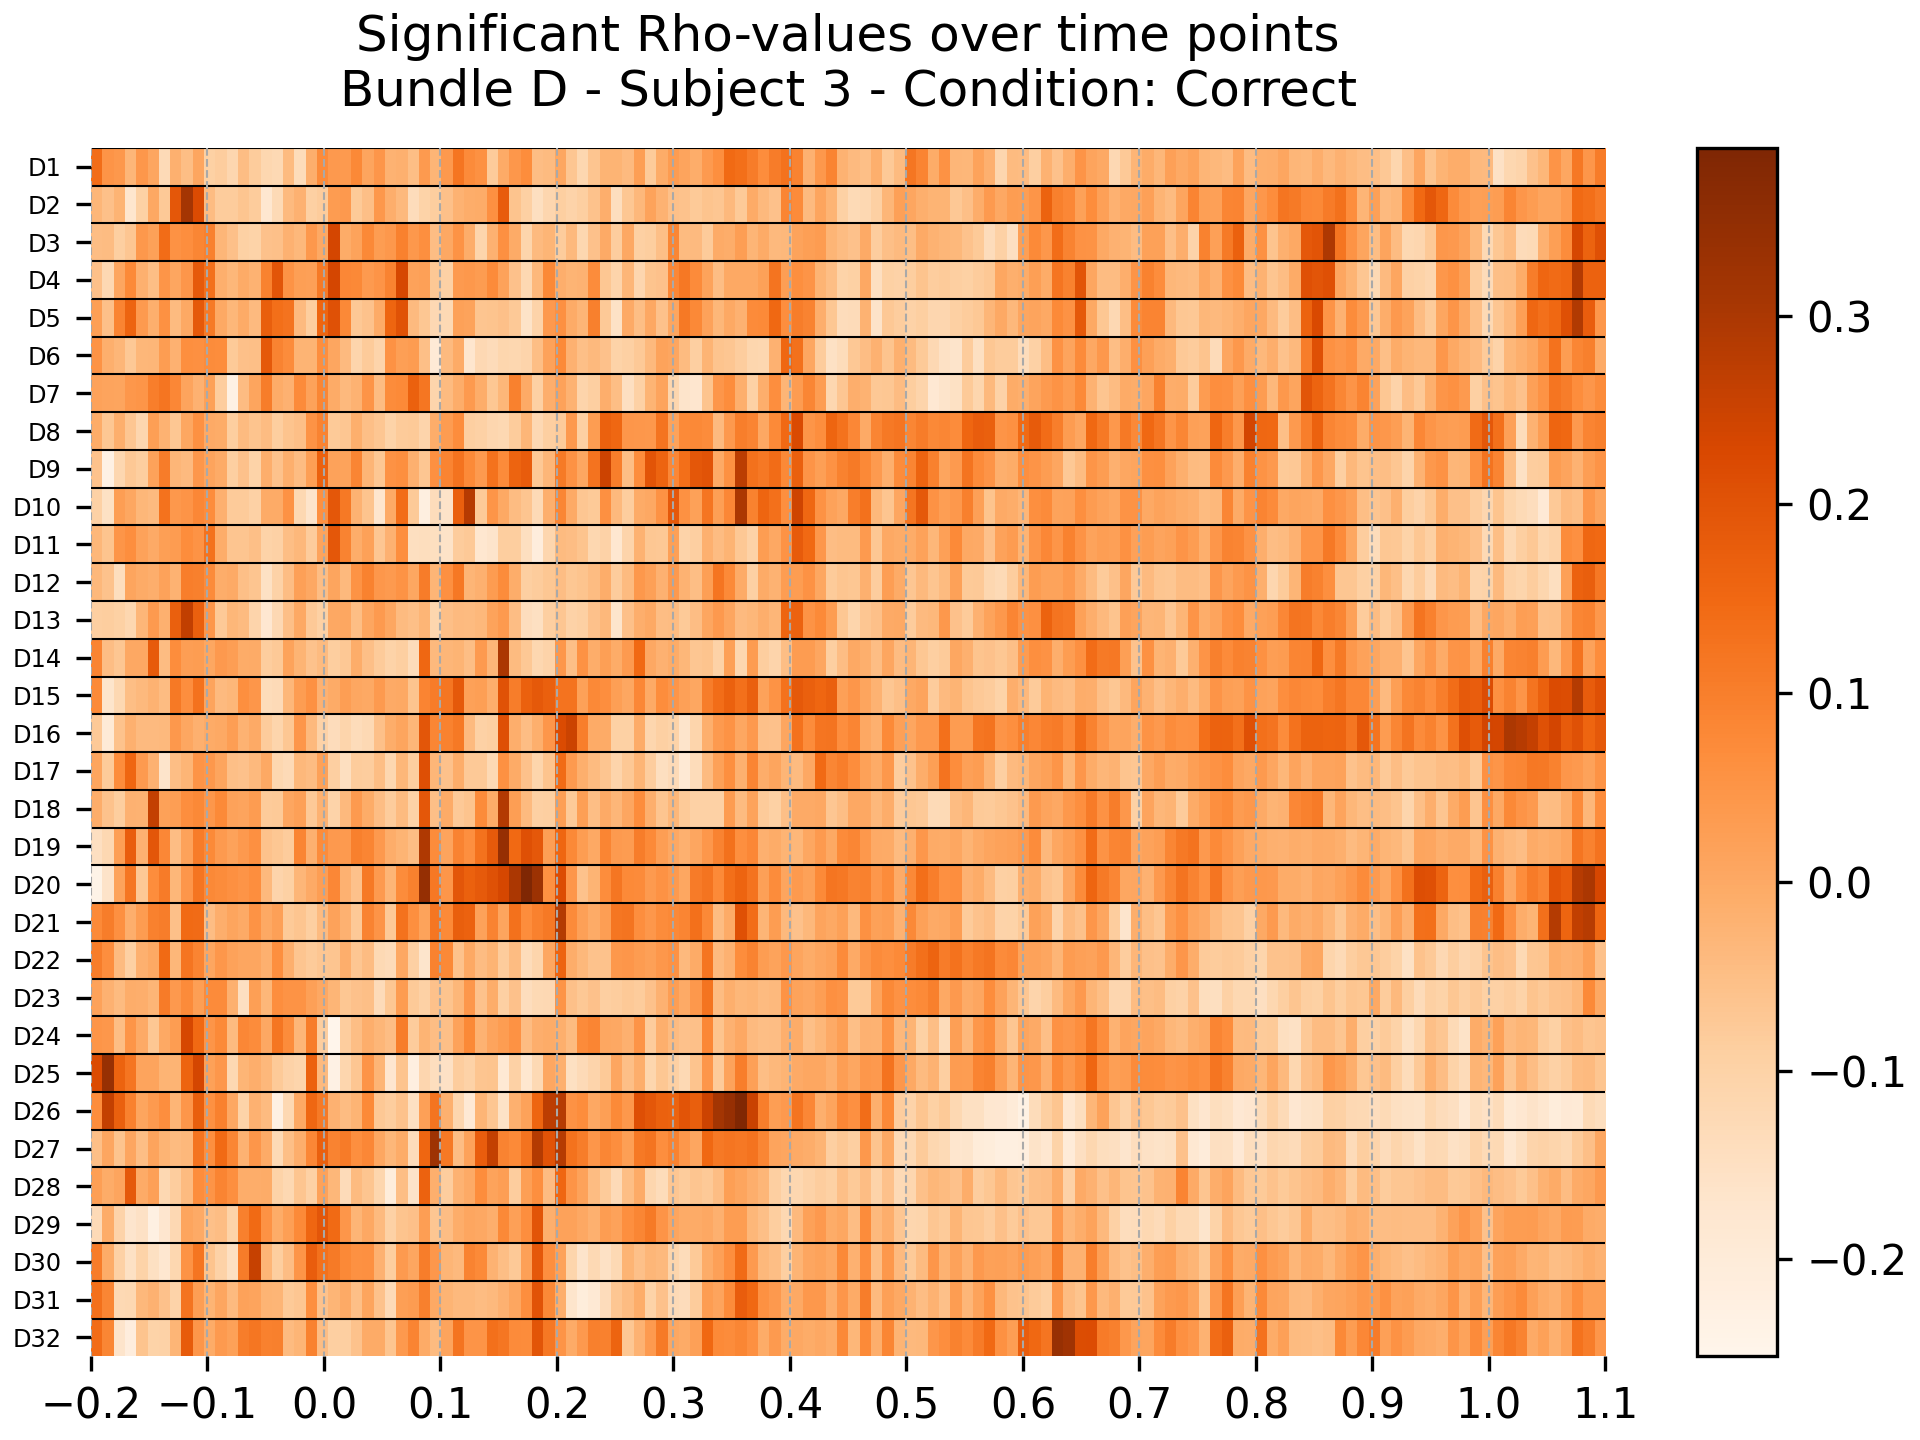 Significant Rho-values over time points
Bundle D - Subject 3 - Condition: Correct
D1
D2
D3
D4
D5
D6
D7
D8
D9
D10
D11
D12
D13
D14
D15
D16
D17
D18
D19
D20
D21
D22
D23
D24
D25
D26
D27
D28
D29
D30
D31
D32
−0.2 −0.1 0.0 0.1 0.2 0.3 0.4 0.5 0.6 0.7 0.8 0.9 1.0 1.1
0.3
0.2
0.1
0.0
−0.1
−0.2